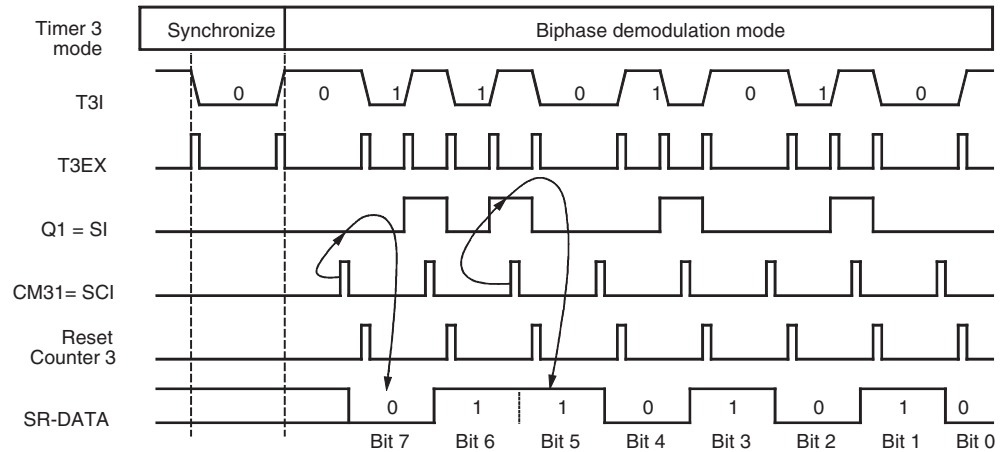 Timer 3
mode
Synchronize
Biphase demodulation mode
T3I
0 0 1 1 0 1 0 1 0
T3EX
Q1 = SI
CM31= SCI
Reset
Counter 3
SR-DATA
0 1 1 0 1 0 1 0
Bit 7 Bit 6 Bit 5 Bit 4 Bit 3 Bit 2 Bit 1 Bit 0